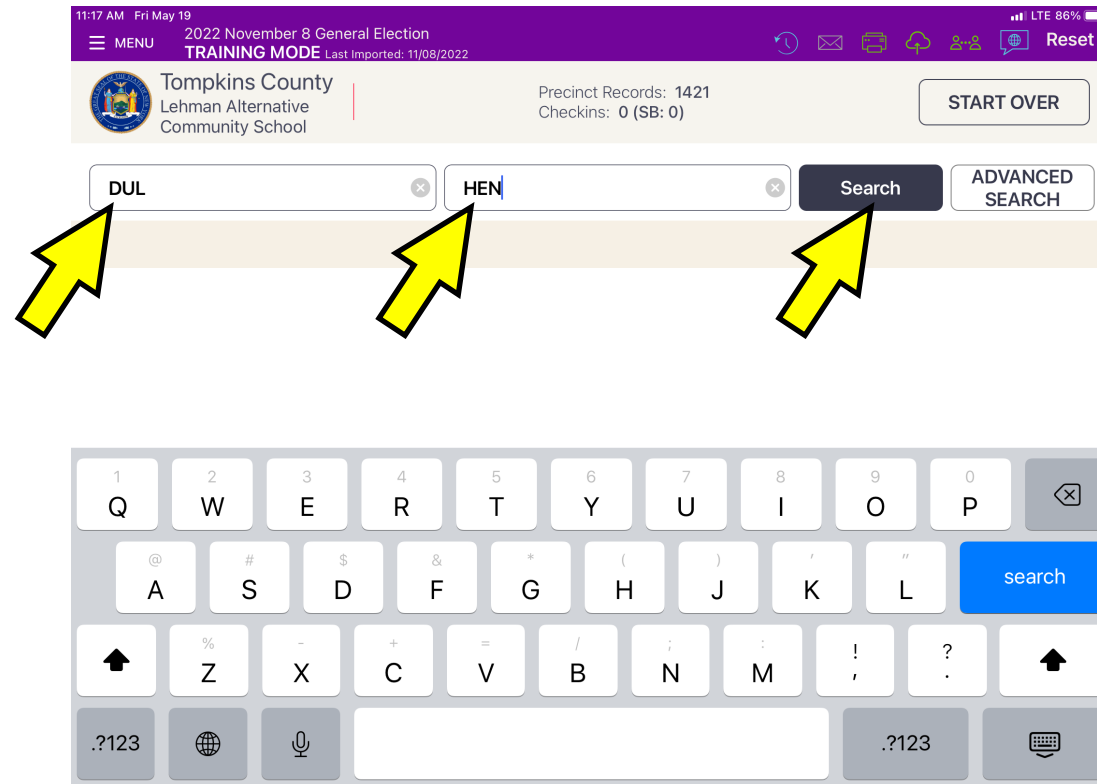 11:17 AM Fri May 19
LTE 86%
MENU
2022 November 8 General Election
TRAINING MODE Last Imported: 11/08/2022
Reset
Tompkins County
Lehman Alternative
Community School
Precinct Records: 1421
Checkins: 0 (SB: 0)
START OVER
DUL
HEN
Search
ADVANCED
SEARCH
1 2 3 4 5 6 7 8 9 0
Q W E R T Y U I O P
@ # $ & * ( ) ' "
A S D F G H J K L
search
% - + = / ; : ! ?
Z X C V B N M , .
.?123
.?123